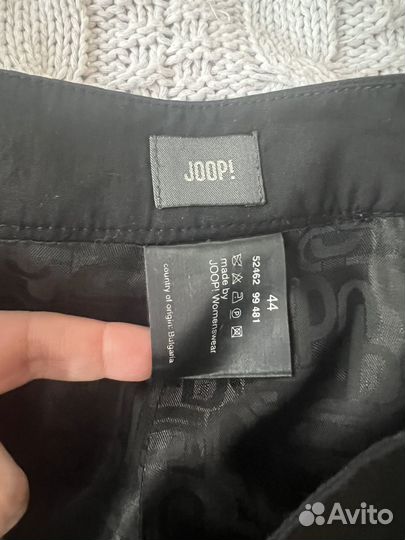 JOOP!
44
52462 99 481
made by
JOOP! Womenswear
country of origin: Bulgaria
Avito